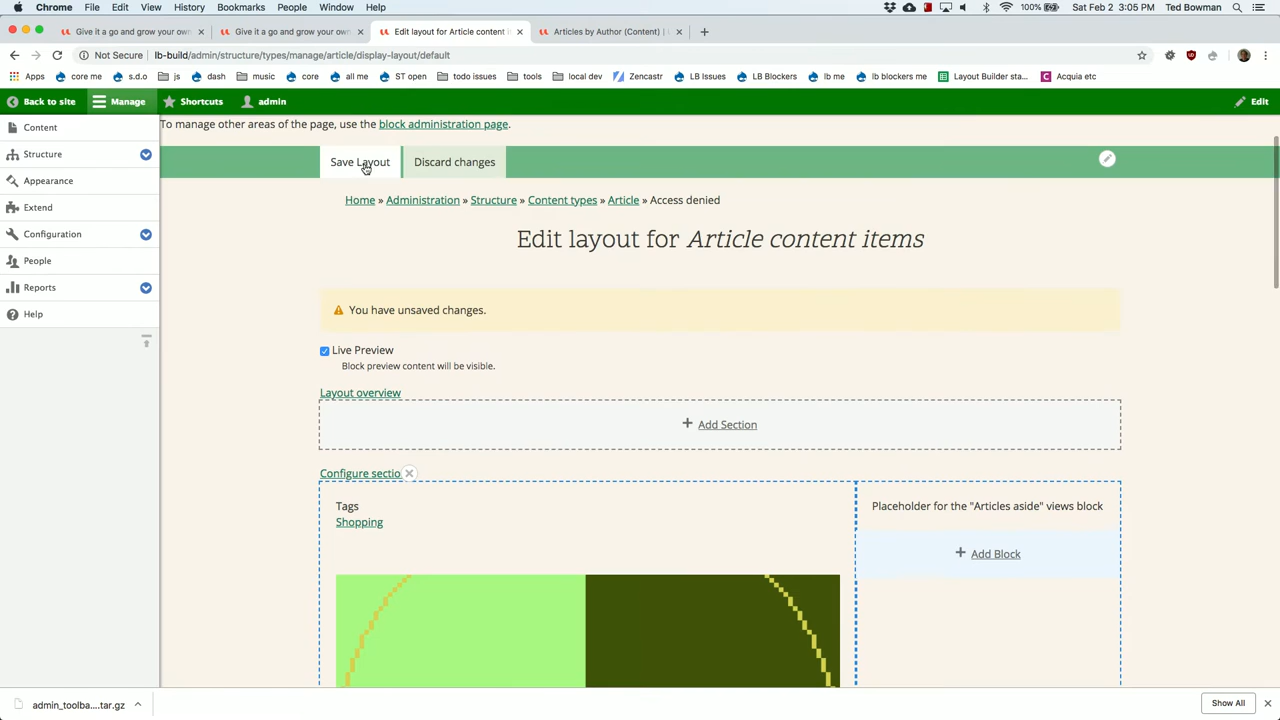 Chrome File Edit View History Bookmarks People Window Help 100% Sat Feb 2 3:05 PM Ted Bowman
Give it a go and grow your own Give it a go and grow your own Edit layout for Article content i Articles by Author (Content) | U
Not Secure lb-build/admin/structure/types/manage/article/display-layout/default
Apps core me s.d.o js dash music core all me ST open todo issues tools local dev Zencastr LB Issues LB Blockers lb me lb blockers me Layout Builder sta... Acquia etc
Back to site Manage Shortcuts admin Edit
Content
Structure
Appearance
Extend
Configuration
People
Reports
Help
To manage other areas of the page, use the block administration page.
Save Layout Discard changes
Home » Administration » Structure » Content types » Article » Access denied
Edit layout for Article content items
You have unsaved changes.
Live Preview
Block preview content will be visible.
Layout overview
+ Add Section
Configure sectio
Tags
Shopping
Placeholder for the "Articles aside" views block
+ Add Block
admin_toolba....tar.gz
Show All